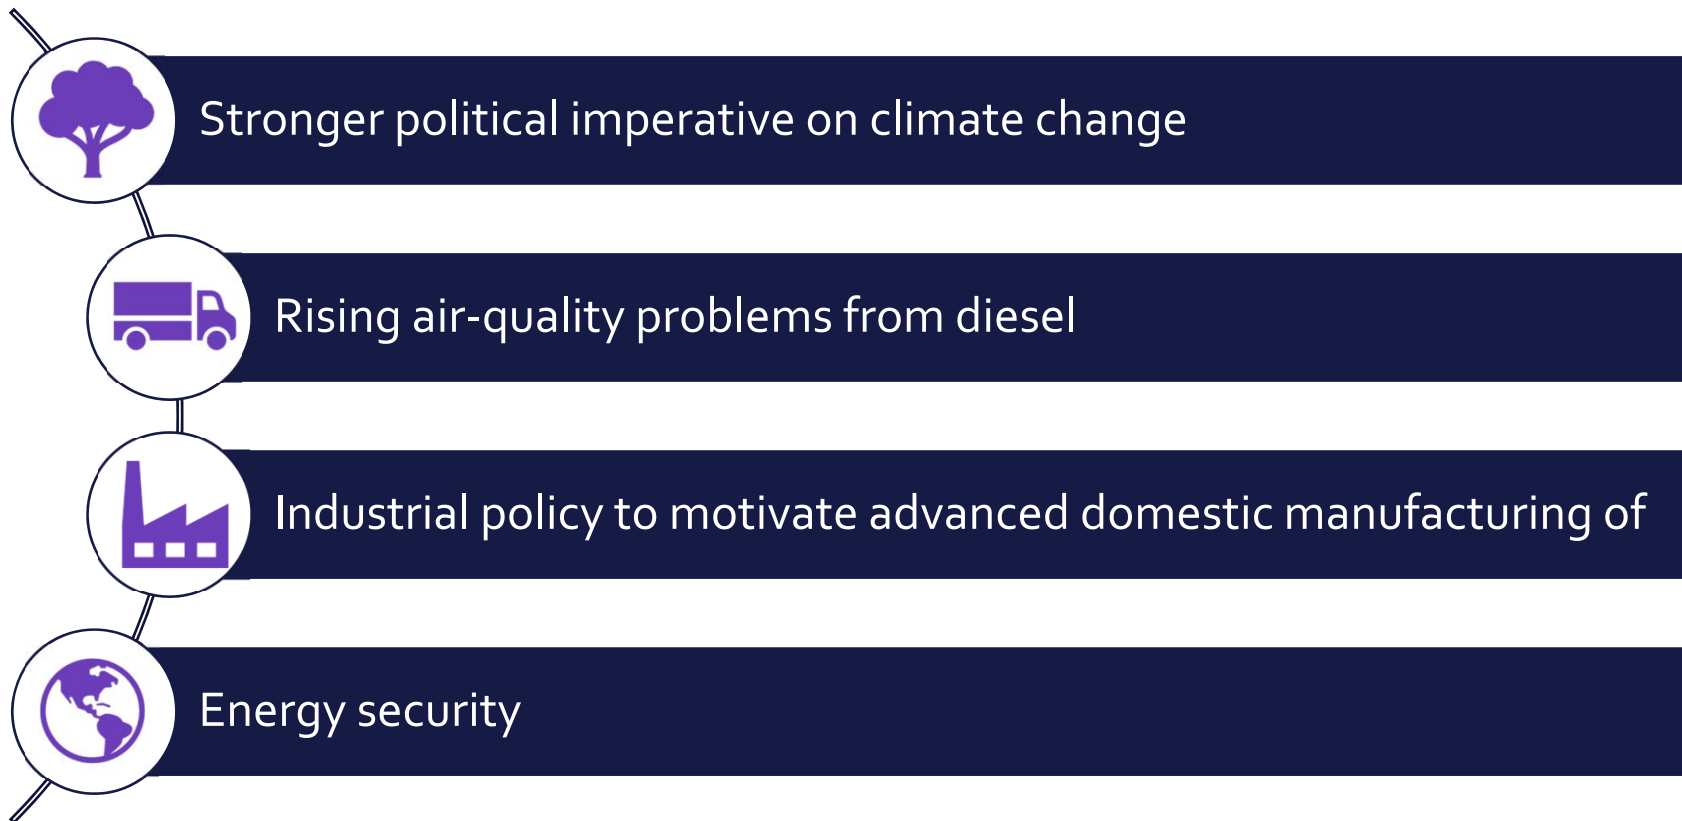 Stronger political imperative on climate change
Rising air-quality problems from diesel
Industrial policy to motivate advanced domestic manufacturing of
Energy security